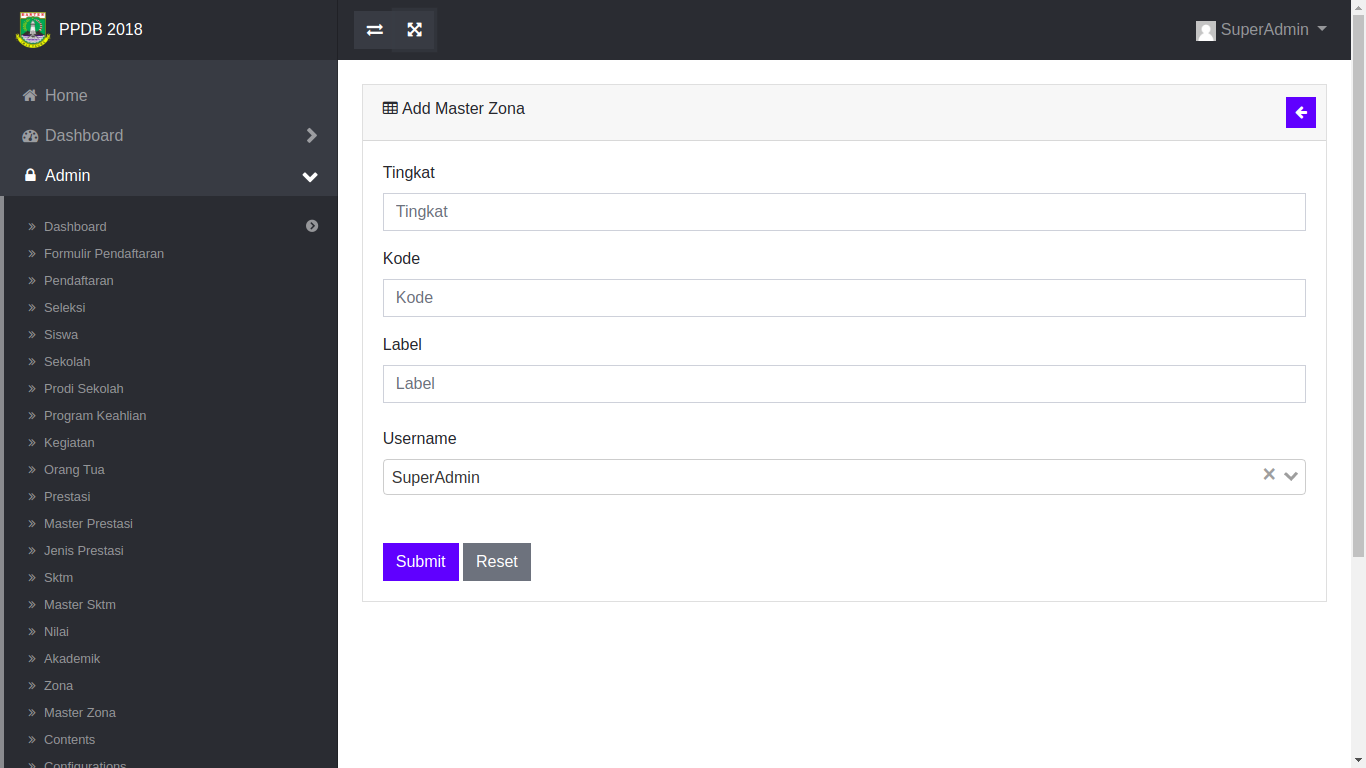 PPDB 2018
SuperAdmin
Home
Dashboard
Admin
Dashboard
Formulir Pendaftaran
Pendaftaran
Seleksi
Siswa
Sekolah
Prodi Sekolah
Program Keahlian
Kegiatan
Orang Tua
Prestasi
Master Prestasi
Jenis Prestasi
Sktm
Master Sktm
Nilai
Akademik
Zona
Master Zona
Contents
Configurations
Add Master Zona
Tingkat
Tingkat
Kode
Kode
Label
Label
Username
SuperAdmin
Submit Reset